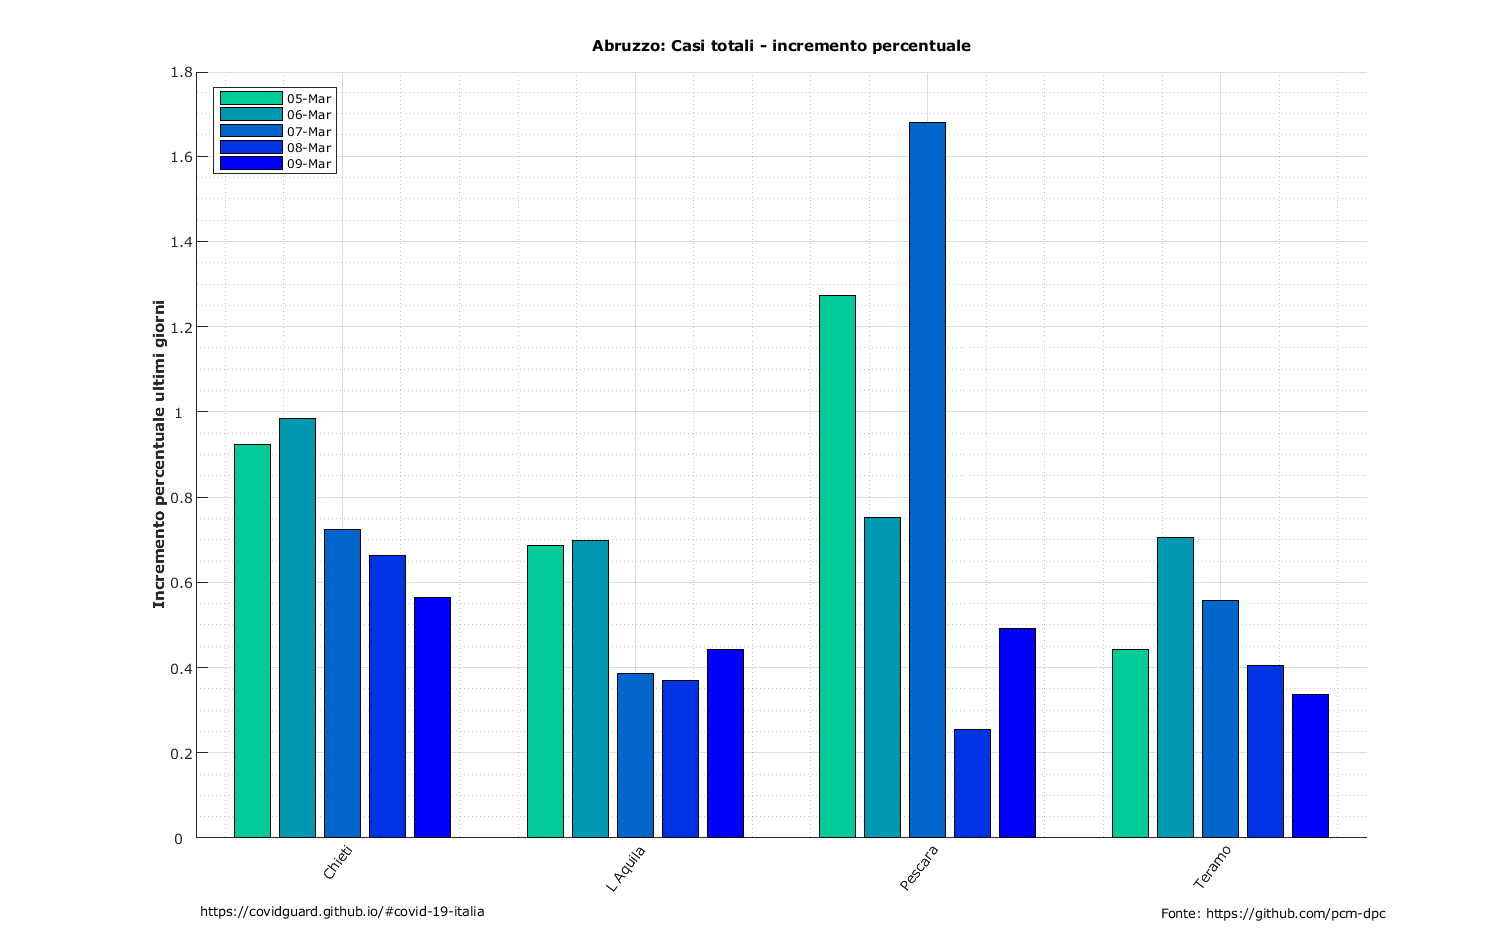 Abruzzo: Casi totali - incremento percentuale
1.8
1.6
1.4
1.2
1
0.8
0.6
0.4
0.2
0
Incremento percentuale ultimi giorni
05-Mar
06-Mar
07-Mar
08-Mar
09-Mar
Chieti
L Aquila
Pescara
Teramo
https://covidguard.github.io/#covid-19-italia
Fonte: https://github.com/pcm-dpc